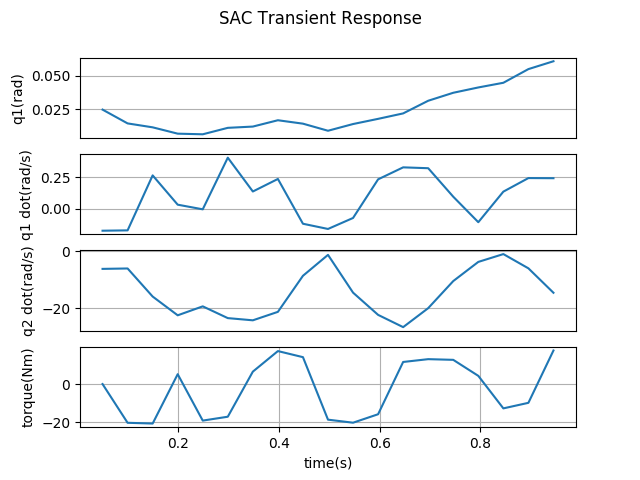 SAC Transient Response
q1(rad)
0.050
0.025
q1 dot(rad/s)
0.25
0.00
q2 dot(rad/s)
0
−20
torque(Nm)
0
−20
0.2 0.4 0.6 0.8
time(s)